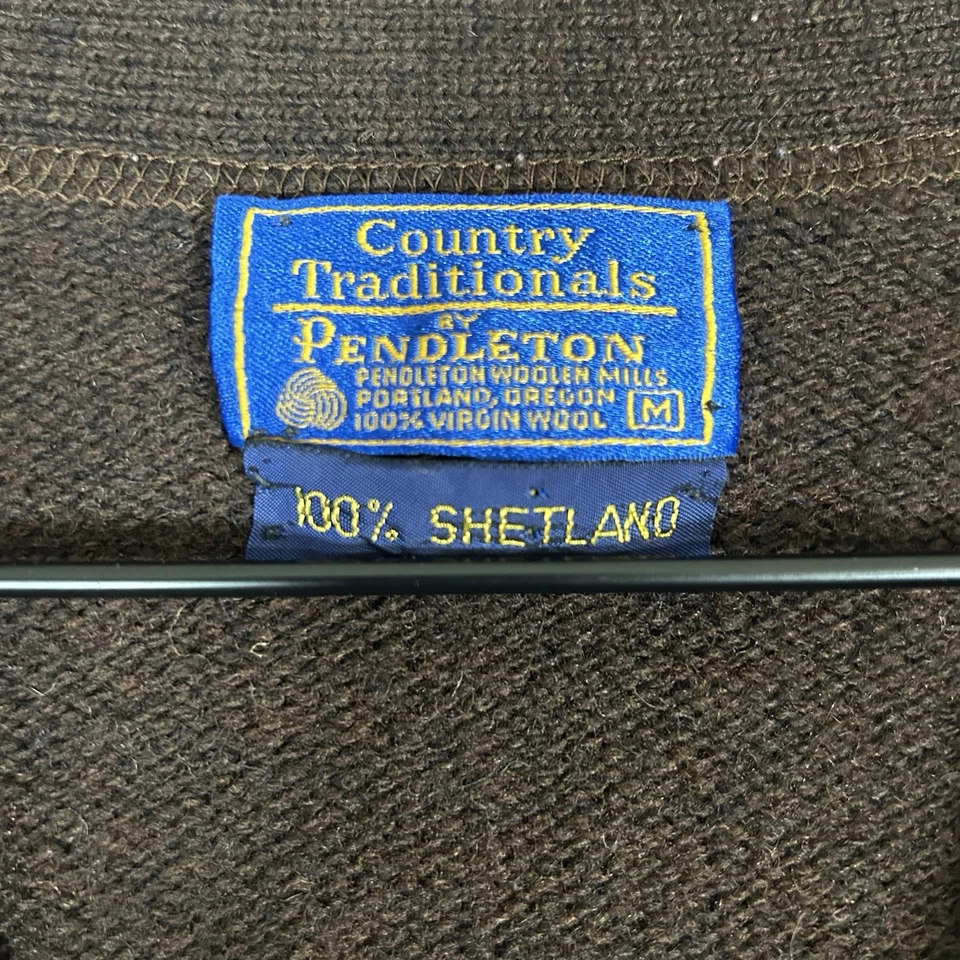 Country
Traditionals
BY
PENDLETON
PENDLETON WOOLEN MILLS
PORTLAND, OREGON
100% VIRGIN WOOL M
100% SHETLAND